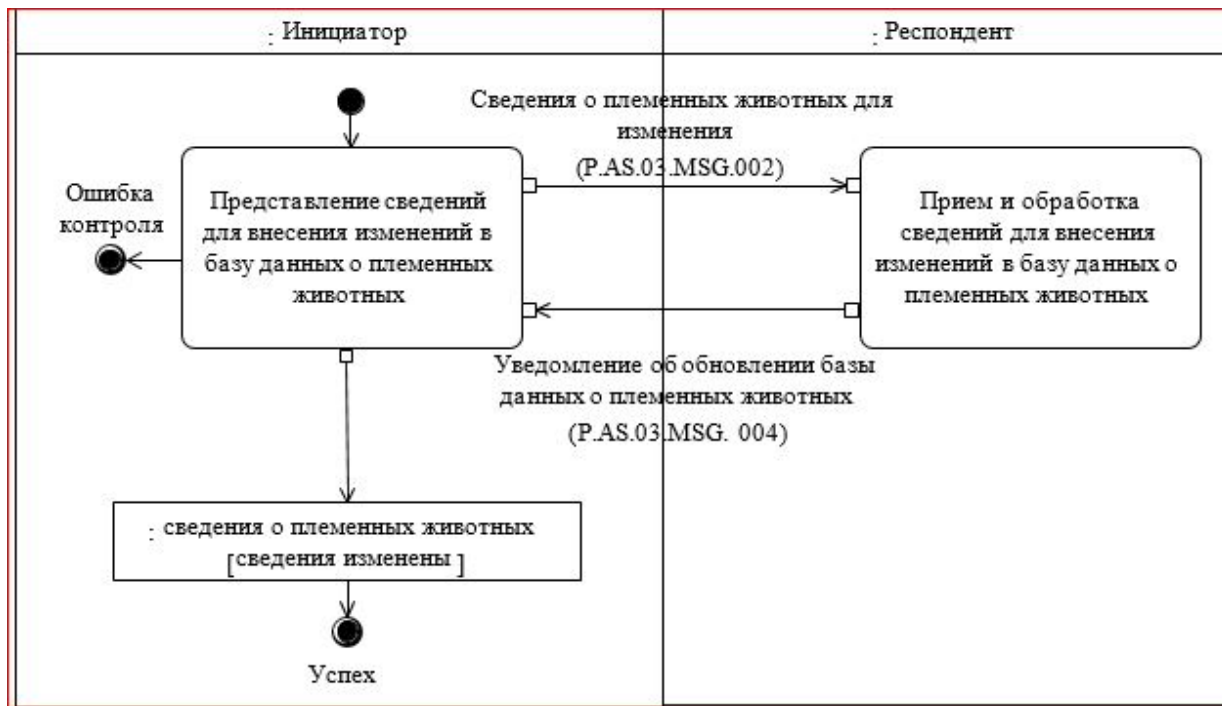 : Инициатор
: Респондент
Сведения о племенных животных для
изменения
(P.AS.03.MSG.002)
Ошибка
контроля
Представление сведений
для внесения изменений в
базу данных о племенных
животных
Прием и обработка
сведений для внесения
изменений в базу данных о
племенных животных
Уведомление об обновлении базы
данных о племенных животных
(P.AS.03.MSG. 004)
: сведения о племенных животных
[сведения изменены ]
Успех